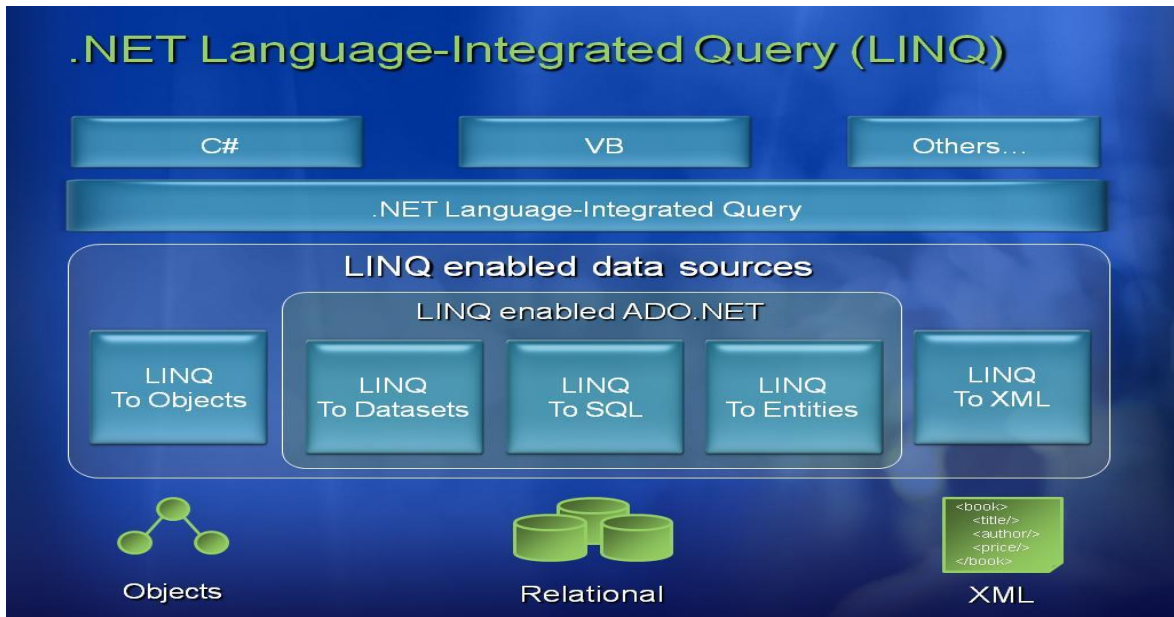 .NET Language-Integrated Query (LINQ)
C#
VB
Others...
.NET Language-Integrated Query
LINQ enabled data sources
LINQ enabled ADO.NET
LINQ
To Objects
LINQ
To Datasets
LINQ
To SQL
LINQ
To Entities
LINQ
To XML
<book>
<title/>
<author/>
<price/>
</book>
Objects
Relational
XML